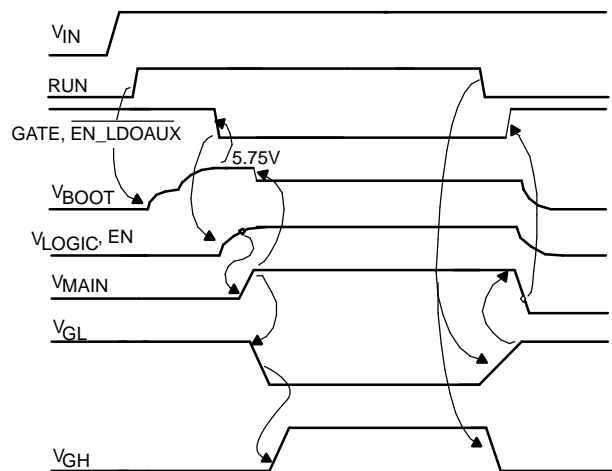 VIN
RUN
GATE, EN_LDOAUX
5.75V
VBOOT
VLOGIC, EN
VMAIN
VGL
VGH